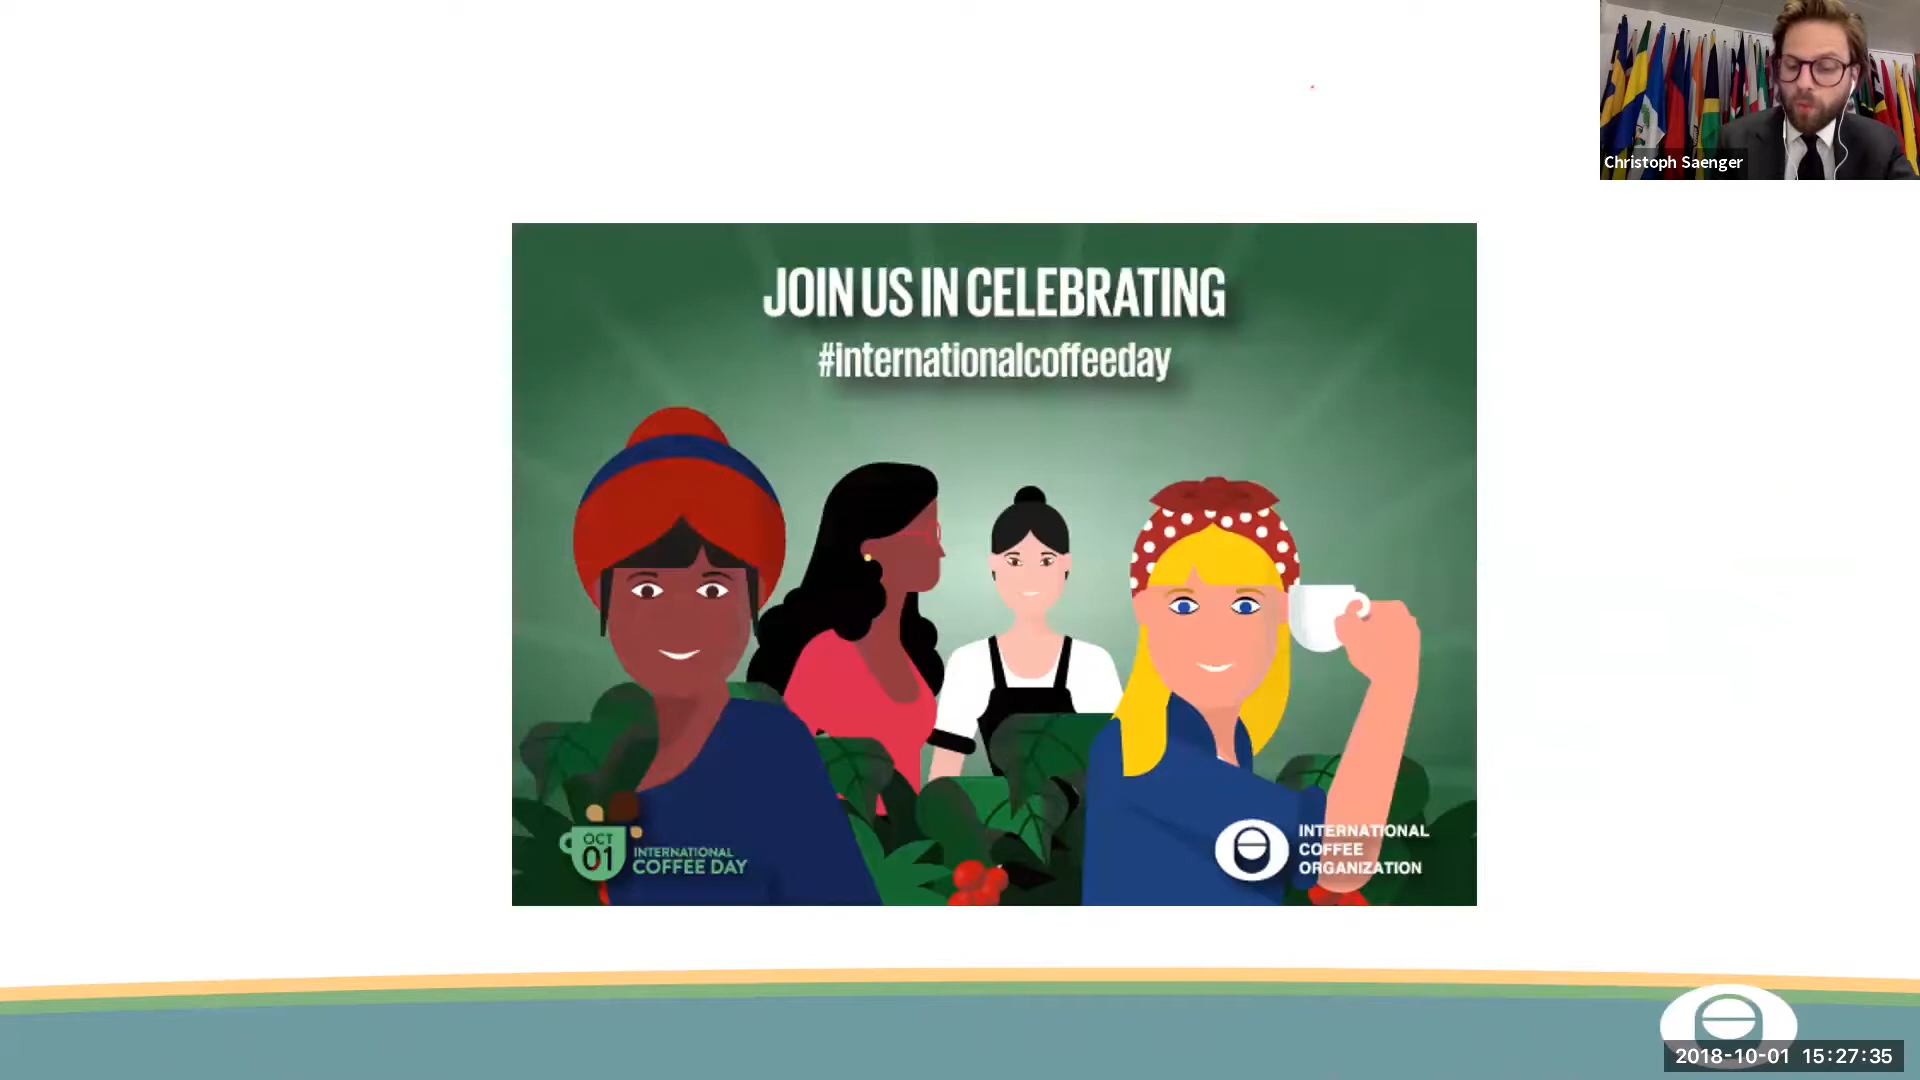 Christoph Saenger
JOIN US IN CELEBRATING
#internationalcoffeeday
OCT
01
INTERNATIONAL
COFFEE DAY
INTERNATIONAL
COFFEE
ORGANIZATION
2018-10-01 15:27:35